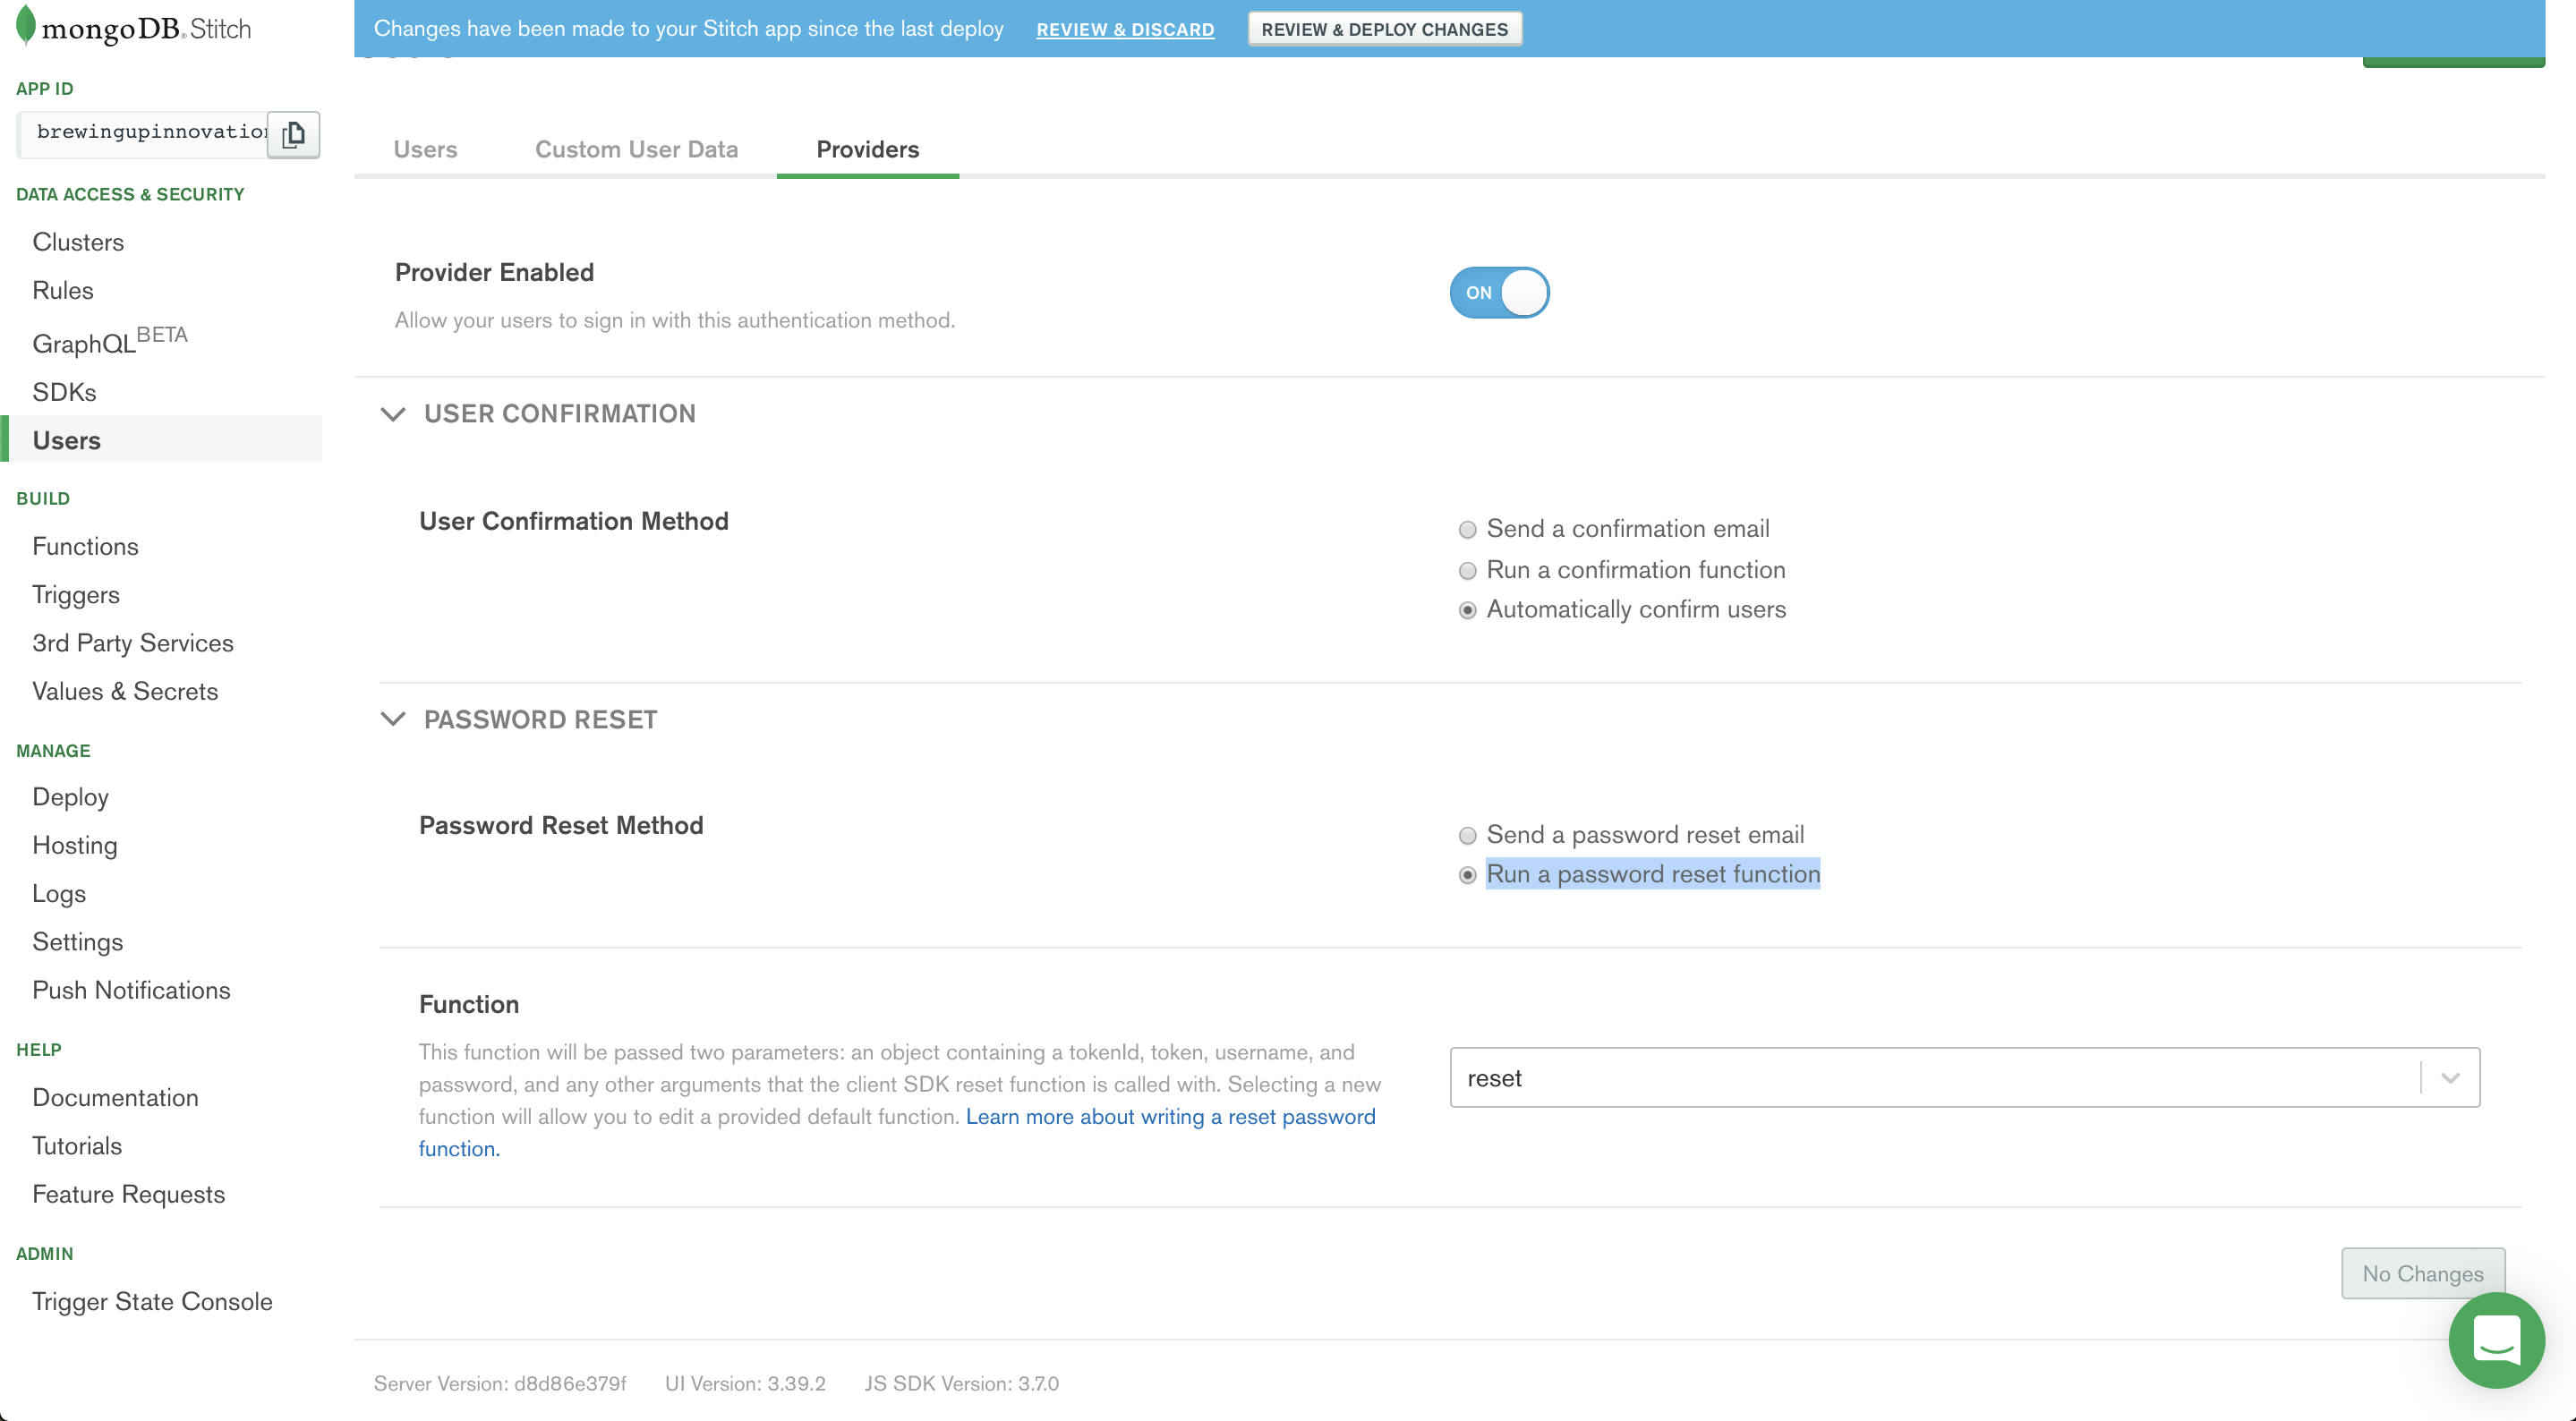 mongoDB. Stitch
Changes have been made to your Stitch app since the last deploy REVIEW & DISCARD REVIEW & DEPLOY CHANGES
APP ID
brewingupinnovation
DATA ACCESS & SECURITY
Clusters
Rules
GraphQL BETA
SDKs
Users
BUILD
Functions
Triggers
3rd Party Services
Values & Secrets
MANAGE
Deploy
Hosting
Logs
Settings
Push Notifications
HELP
Documentation
Tutorials
Feature Requests
ADMIN
Trigger State Console
Users Custom User Data Providers
Provider Enabled
ON
Allow your users to sign in with this authentication method.
USER CONFIRMATION
User Confirmation Method
Send a confirmation email
Run a confirmation function
Automatically confirm users
PASSWORD RESET
Password Reset Method
Send a password reset email
Run a password reset function
Function
This function will be passed two parameters: an object containing a tokenId, token, username, and
password, and any other arguments that the client SDK reset function is called with. Selecting a new
function will allow you to edit a provided default function. Learn more about writing a reset password
function.
reset
No Changes
Server Version: d8d86e379f UI Version: 3.39.2 JS SDK Version: 3.7.0